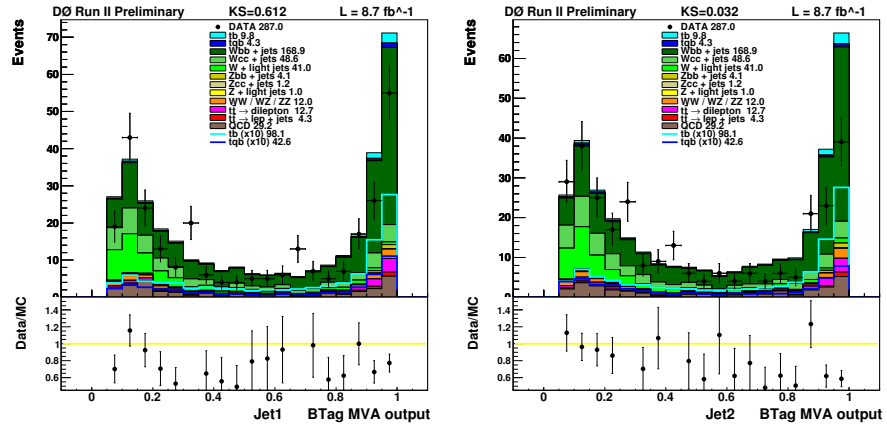 DØ Run II Preliminary KS=0.612 L = 8.7 fb^-1
Events
70
60
50
40
30
20
10
0
DATA 287.0
tb 9.8
tqb 4.3
Wbb + jets 168.9
Wcc + jets 48.6
W + light jets 41.0
Zbb + jets 4.1
Zcc + jets 1.2
Z + light jets 1.0
WW / WZ / ZZ 12.0
tt → dilepton 12.7
tt → lep + jets 4.3
QCD 29.2
tb (x10) 98.1
tqb (x10) 42.6
Data/MC
1.4
1.2
1
0.8
0.6
0 0.2 0.4 0.6 0.8 1
Jet1 BTag MVA output
DØ Run II Preliminary KS=0.032 L = 8.7 fb^-1
Events
70
60
50
40
30
20
10
0
DATA 287.0
tb 9.8
tqb 4.3
Wbb + jets 168.9
Wcc + jets 48.6
W + light jets 41.0
Zbb + jets 4.1
Zcc + jets 1.2
Z + light jets 1.0
WW / WZ / ZZ 12.0
tt → dilepton 12.7
tt → lep + jets 4.3
QCD 29.2
tb (x10) 98.1
tqb (x10) 42.6
Data/MC
1.4
1.2
1
0.8
0.6
0 0.2 0.4 0.6 0.8 1
Jet2 BTag MVA output